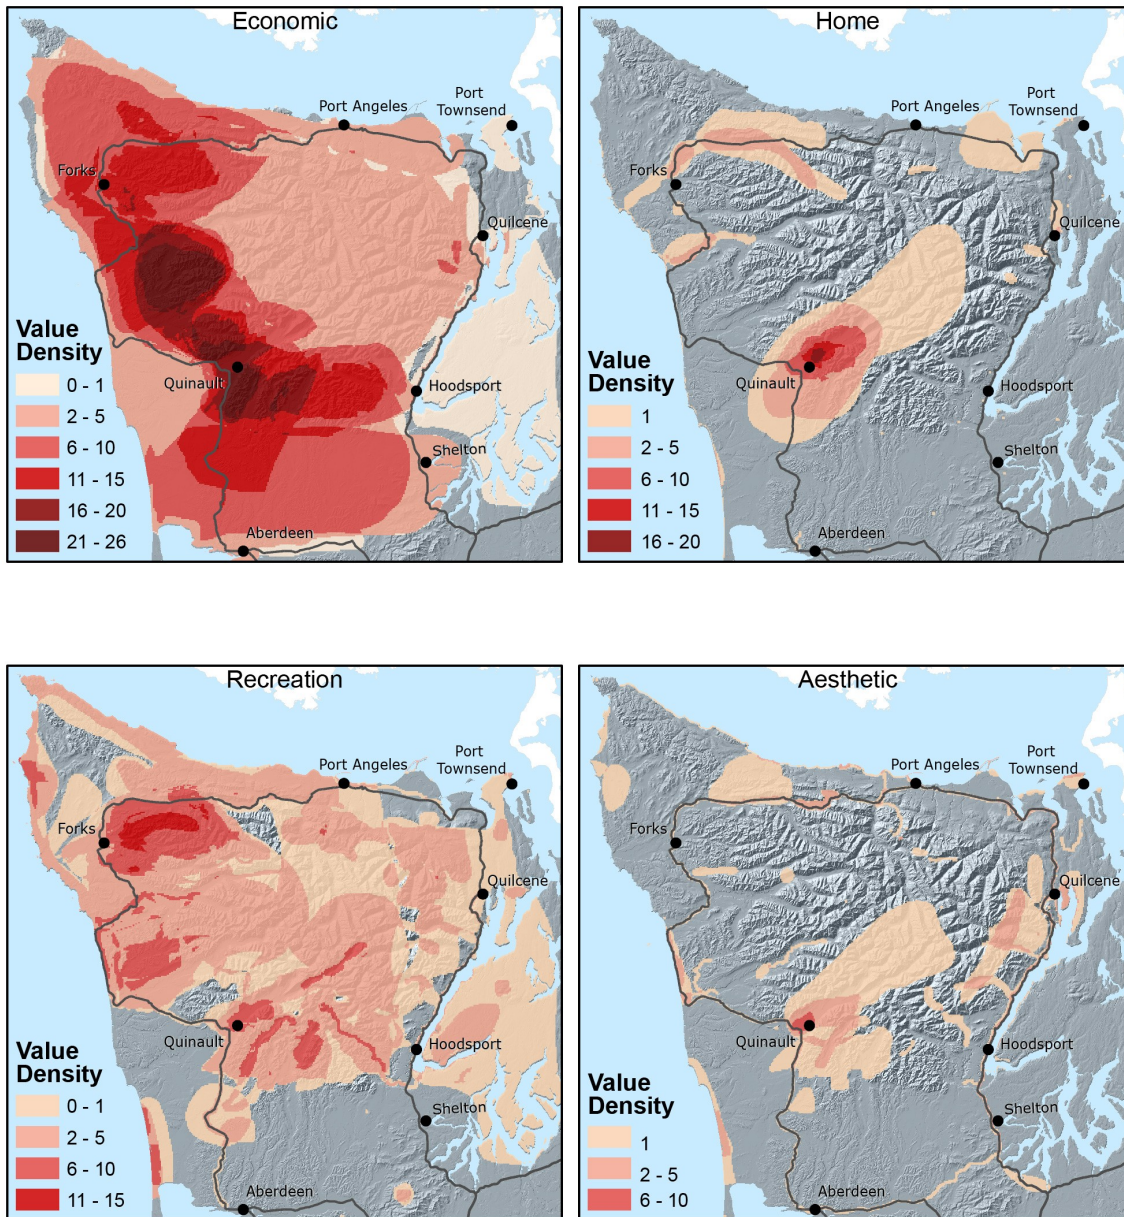 Economic
Port Angeles
Port
Townsend
Forks
Quilcene
Value
Density
Quinault
Hoodsport
Shelton
Aberdeen
0 - 1
2 - 5
6 - 10
11 - 15
16 - 20
21 - 26
Home
Port Angeles
Port
Townsend
Forks
Quilcene
Value
Density
Quinault
Hoodsport
Shelton
Aberdeen
1
2 - 5
6 - 10
11 - 15
16 - 20
Recreation
Port Angeles
Port
Townsend
Forks
Quilcene
Quinault
Value
Density
Hoodsport
Shelton
Aberdeen
0 - 1
2 - 5
6 - 10
11 - 15
Aesthetic
Port Angeles
Port
Townsend
Forks
Quilcene
Quinault
Hoodsport
Value
Density
Shelton
Aberdeen
1
2 - 5
6 - 10